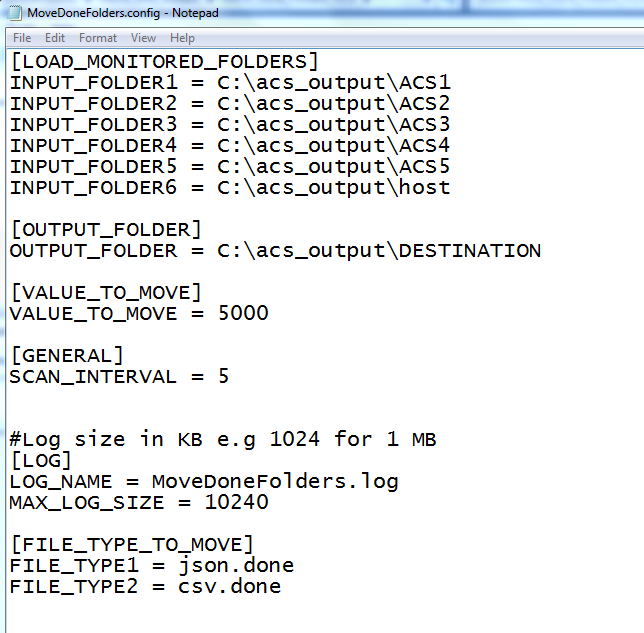 MoveDoneFolders.config - Notepad
File Edit Format View Help
[LOAD_MONITORED_FOLDERS]
INPUT_FOLDER1 = C:\acs_output\ACS1
INPUT_FOLDER2 = C:\acs_output\ACS2
INPUT_FOLDER3 = C:\acs_output\ACS3
INPUT_FOLDER4 = C:\acs_output\ACS4
INPUT_FOLDER5 = C:\acs_output\ACS5
INPUT_FOLDER6 = C:\acs_output\host
[OUTPUT_FOLDER]
OUTPUT_FOLDER = C:\acs_output\DESTINATION
[VALUE_TO_MOVE]
VALUE_TO_MOVE = 5000
[GENERAL]
SCAN_INTERVAL = 5
#Log size in KB e.g 1024 for 1 MB
[LOG]
LOG_NAME = MoveDoneFolders.log
MAX_LOG_SIZE = 10240
[FILE_TYPE_TO_MOVE]
FILE_TYPE1 = json.done
FILE_TYPE2 = csv.done